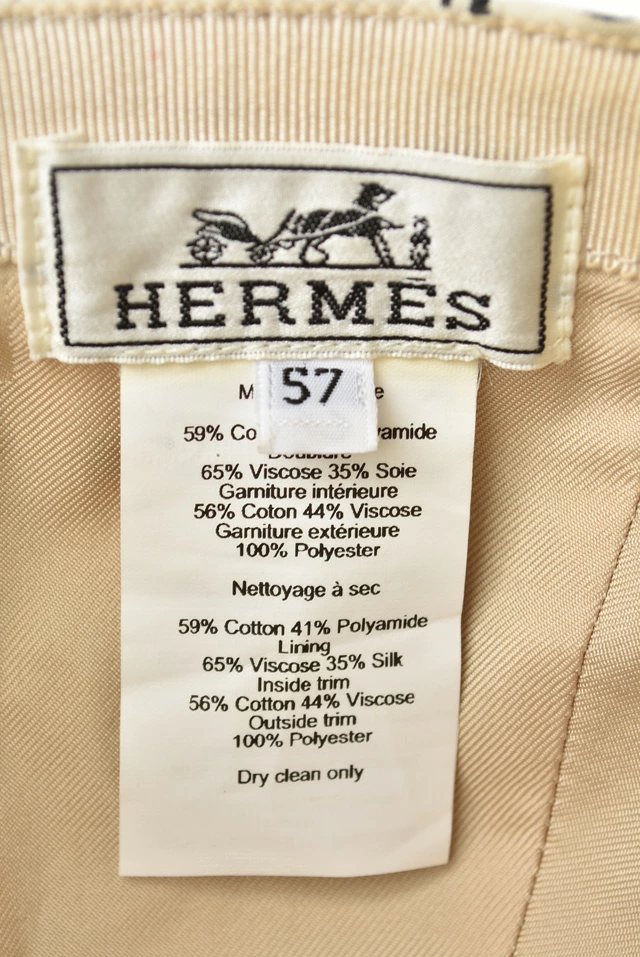 HERMÈS
57
59% Co
65% Viscose 35% Soie
Garniture intérieure
56% Coton 44% Viscose
Garniture extérieure
100% Polyester
Nettoyage à sec
59% Cotton 41% Polyamide
Lining
65% Viscose 35% Silk
Inside trim
56% Cotton 44% Viscose
Outside trim
100% Polyester
Dry clean only